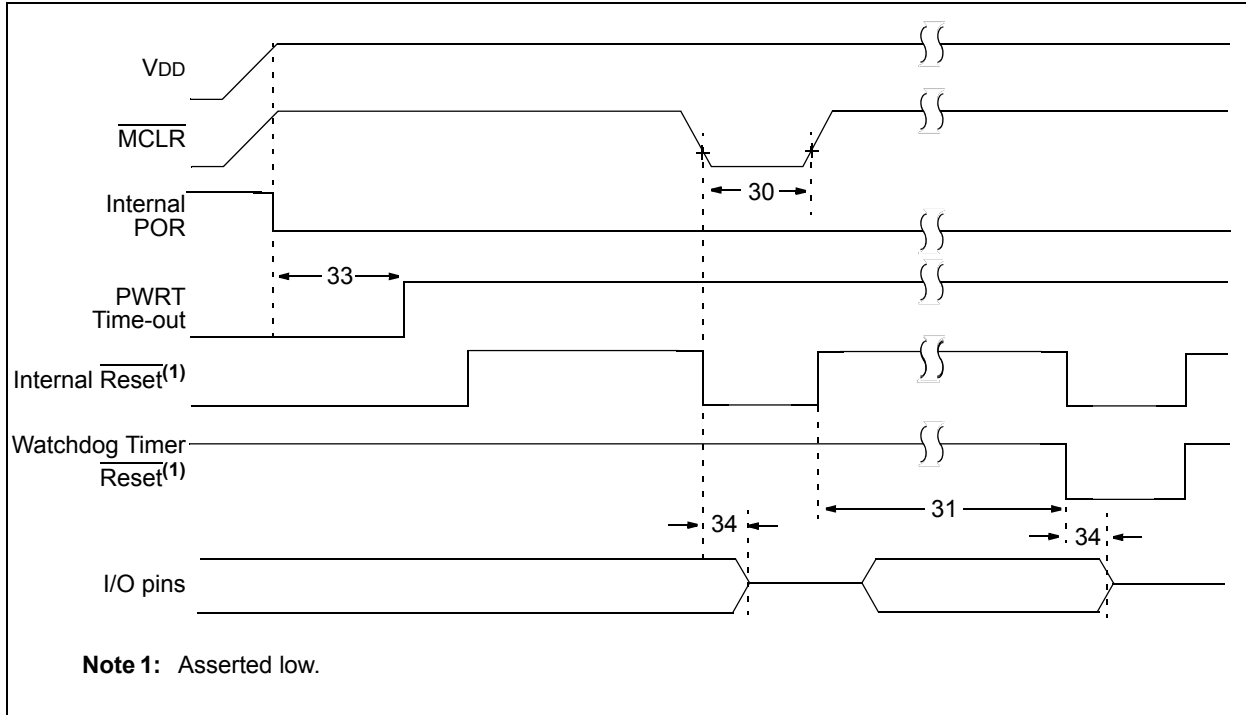 VDD
MCLR
30
Internal
POR
33
PWRT
Time-out
Internal Reset(1)
Watchdog Timer
Reset(1)
31
34
34
I/O pins
Note 1: Asserted low.